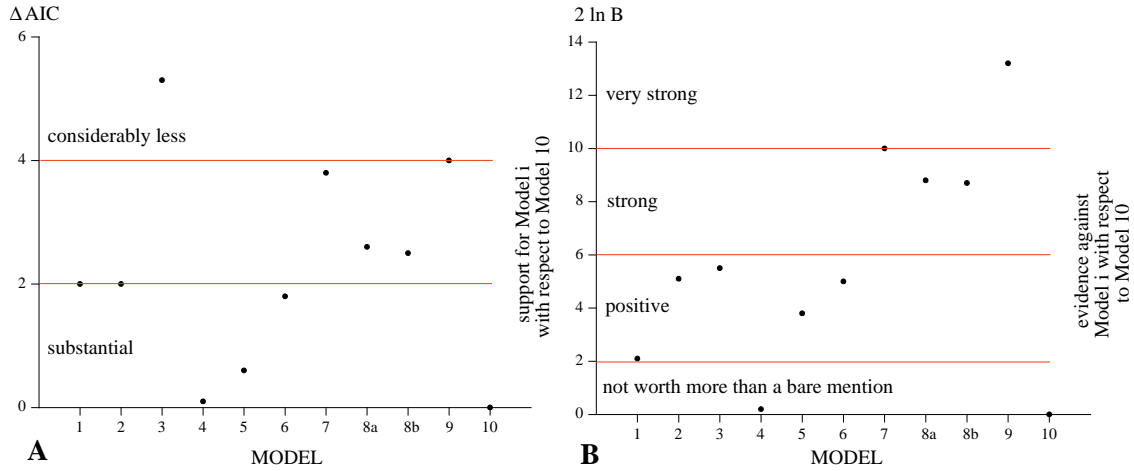 Δ AIC
6
4
2
0
considerably less
substantial
1 2 3 4 5 6 7 8a 8b 9 10
MODEL
A
support for Model i
with respect to Model 10
2 ln B
14
12
10
8
6
4
2
0
very strong
strong
positive
not worth more than a bare mention
1 2 3 4 5 6 7 8a 8b 9 10
MODEL
B
evidence against
Model i with respect
to Model 10